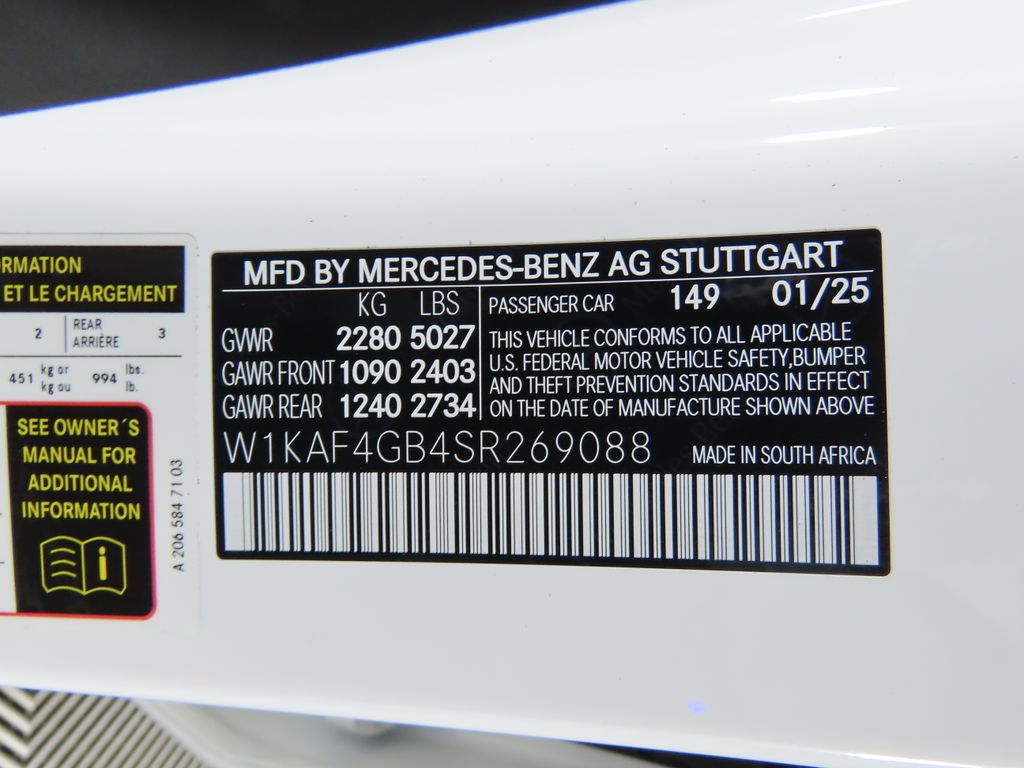 RMATION
ET LE CHARGEMENT
2 REAR ARRIÈRE 3
451 kg or kg ou 994 lbs. lb.
SEE OWNER´S
MANUAL FOR
ADDITIONAL
INFORMATION
A 206 584 71 03
MFD BY MERCEDES-BENZ AG STUTTGART
KG LBS
GVWR 2280 5027
GAWR FRONT 1090 2403
GAWR REAR 1240 2734
PASSENGER CAR 149 01/25
THIS VEHICLE CONFORMS TO ALL APPLICABLE
U.S. FEDERAL MOTOR VEHICLE SAFETY,BUMPER
AND THEFT PREVENTION STANDARDS IN EFFECT
ON THE DATE OF MANUFACTURE SHOWN ABOVE
W1KAF4GB4SR269088 MADE IN SOUTH AFRICA